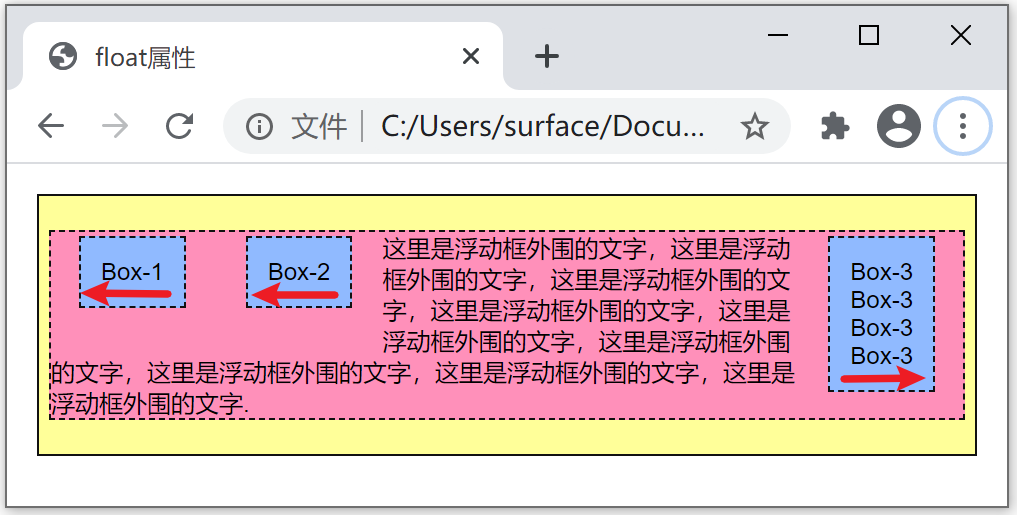 float属性
文件 C:/Users/surface/Docu...
Box-1
Box-2
这里是浮动框外围的文字，这里是浮动
框外围的文字，这里是浮动框外围的文
字，这里是浮动框外围的文字，这里是
浮动框外围的文字，这里是浮动框外围
的文字，这里是浮动框外围的文字，这里是浮动框外围的文字，这里是
浮动框外围的文字.
Box-3
Box-3
Box-3
Box-3